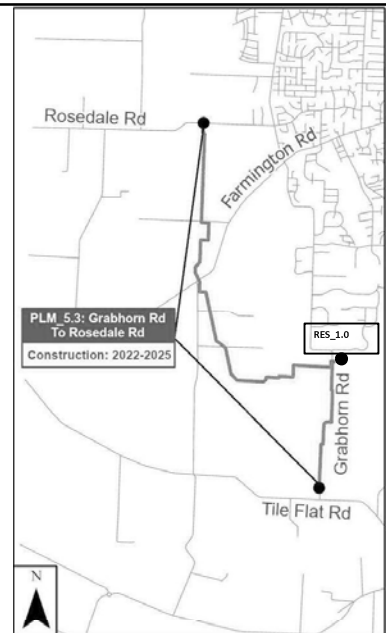 Rosedale Rd
Farmington Rd
PLM_5.3: Grabhorn Rd
To Rosedale Rd
Construction: 2022-2025
RES_1.0
Grabhorn Rd
Tile Flat Rd
N